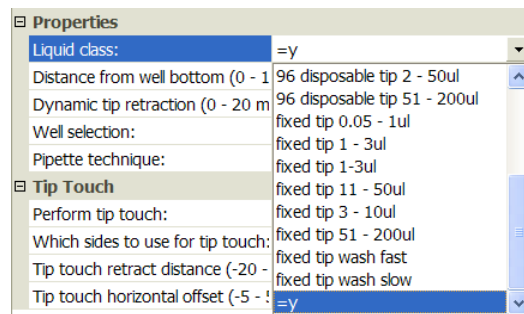 Properties
Liquid class: =y
Distance from well bottom (0 - 1
Dynamic tip retraction (0 - 20 m
Well selection:
Pipette technique:
Tip Touch
Perform tip touch:
Which sides to use for tip touch:
Tip touch retract distance (-20 -
Tip touch horizontal offset (-5 -
96 disposable tip 2 - 50ul
96 disposable tip 51 - 200ul
fixed tip 0.05 - 1ul
fixed tip 1 - 3ul
fixed tip 1-3ul
fixed tip 11 - 50ul
fixed tip 3 - 10ul
fixed tip 51 - 200ul
fixed tip wash fast
fixed tip wash slow
=y